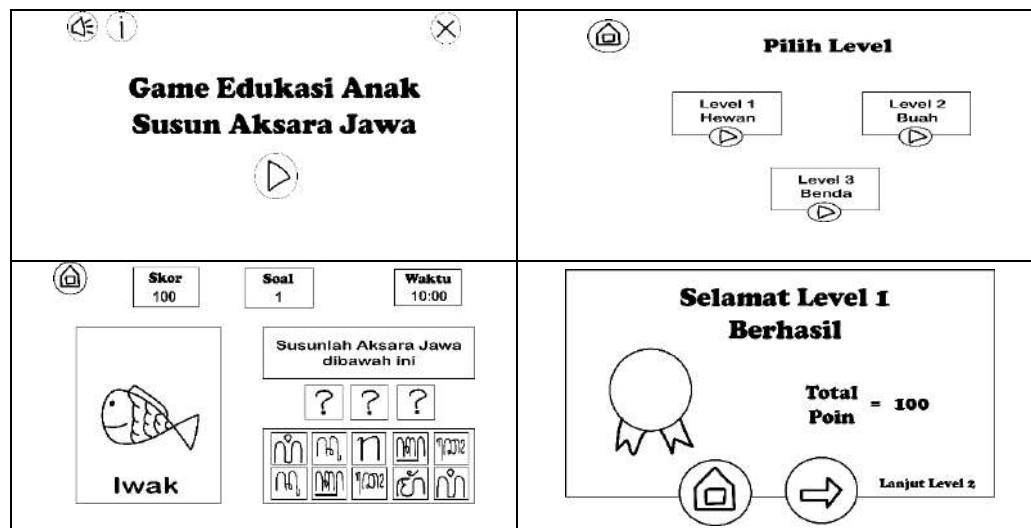 i
Game Edukasi Anak
Susun Aksara Jawa
Pilih Level
Level 1
Hewan
Level 2
Buah
Level 3
Benda
Skor
100
Soal
1
Waktu
10:00
Susunlah Aksara Jawa
dibawah ini
? ? ?
Iwak
Selamat Level 1
Berhasil
Total
Poin = 100
Lanjut Level 2